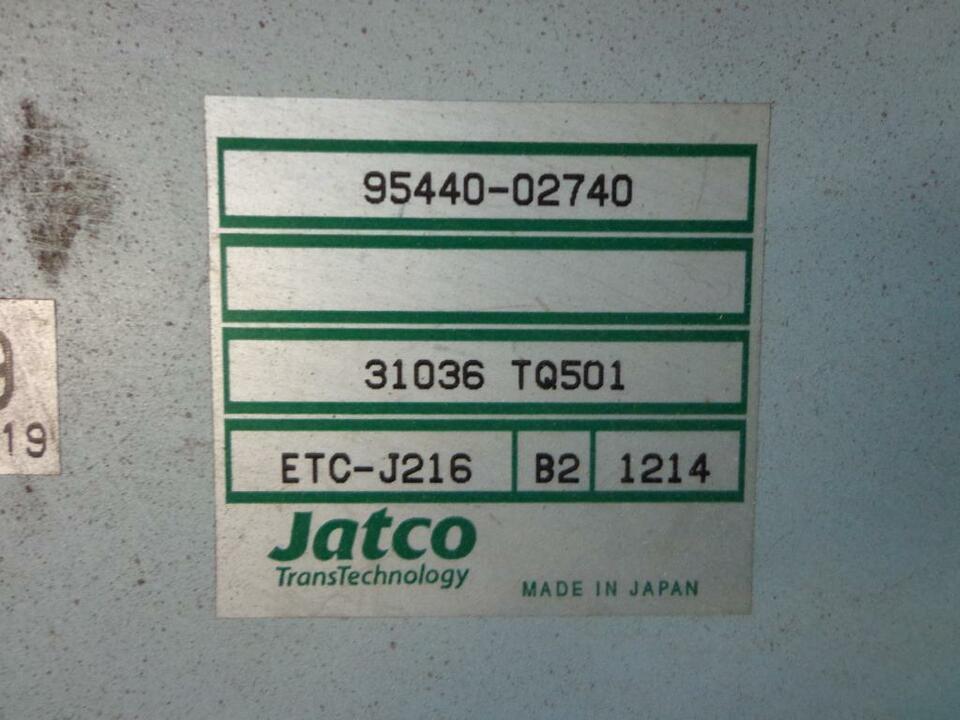 95440-02740
31036 TQ501
ETC-J216 B2 1214
Jatco
TransTechnology
MADE IN JAPAN
19